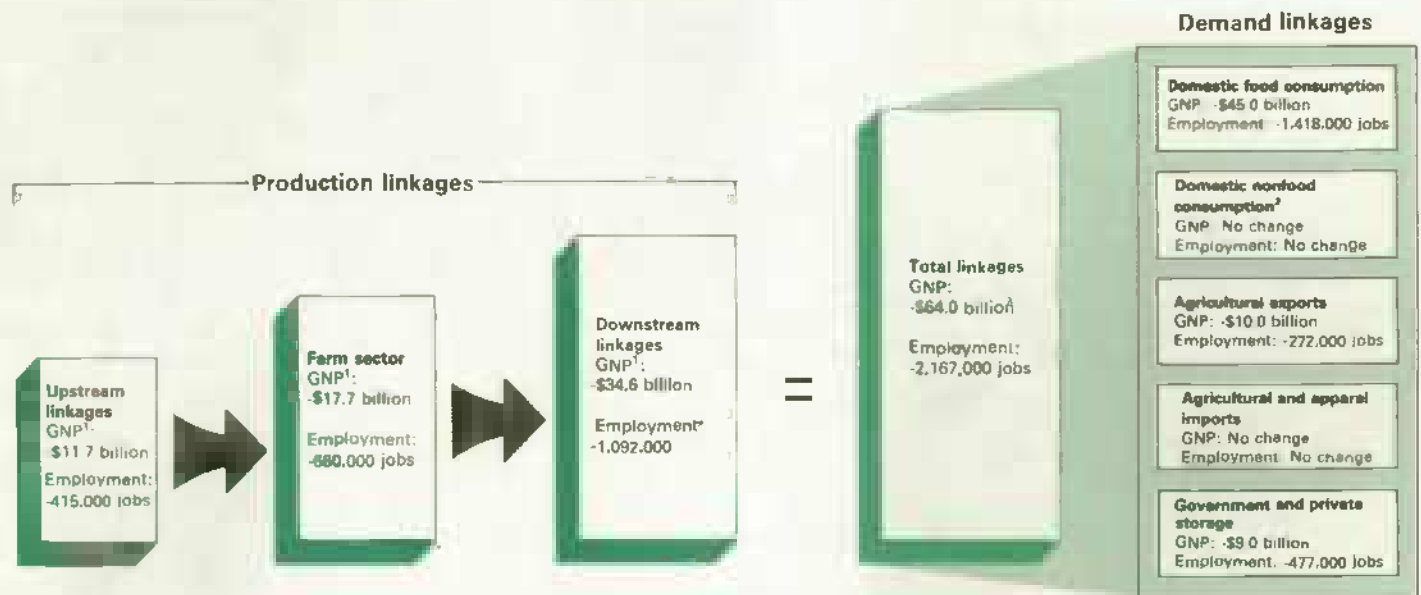 Production linkages
Upstream
linkages
GNP¹:
-$11.7 billion
Employment:
-415,000 jobs
Farm sector
GNP¹:
-$17.7 billion
Employment:
jobs
Downstream
linkages
GNP¹:
-$34.6 billion
Employment
-1,092,000
=
Total linkages
GNP:
-$64.0 billion
Employment:
-2,167,000 jobs
Demand linkages
Domestic food consumption
GNP -$45.0 billion
Employment -1,418,000 jobs
Domestic nonfood
consumption²
GNP: No change
Employment: No change
Agricultural exports
GNP: -$10.0 billion
Employment: -272,000 jobs
Agricultural and apparel
imports
GNP: No change
Employment No change
Government and private
storage
GNP: -$9.0 billion
Employment. -477,000 jobs